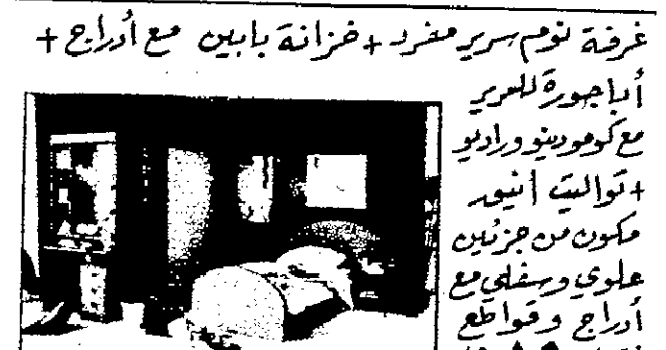 غرفة نوم سرير مفرد + خزانة بابين مع أدراج +
أباجورة للسرير
مع كومودينو وراديو
+ تواليت أنيق
مكون من جزئين
علوي وسفلي مع
أدراج وقواطع